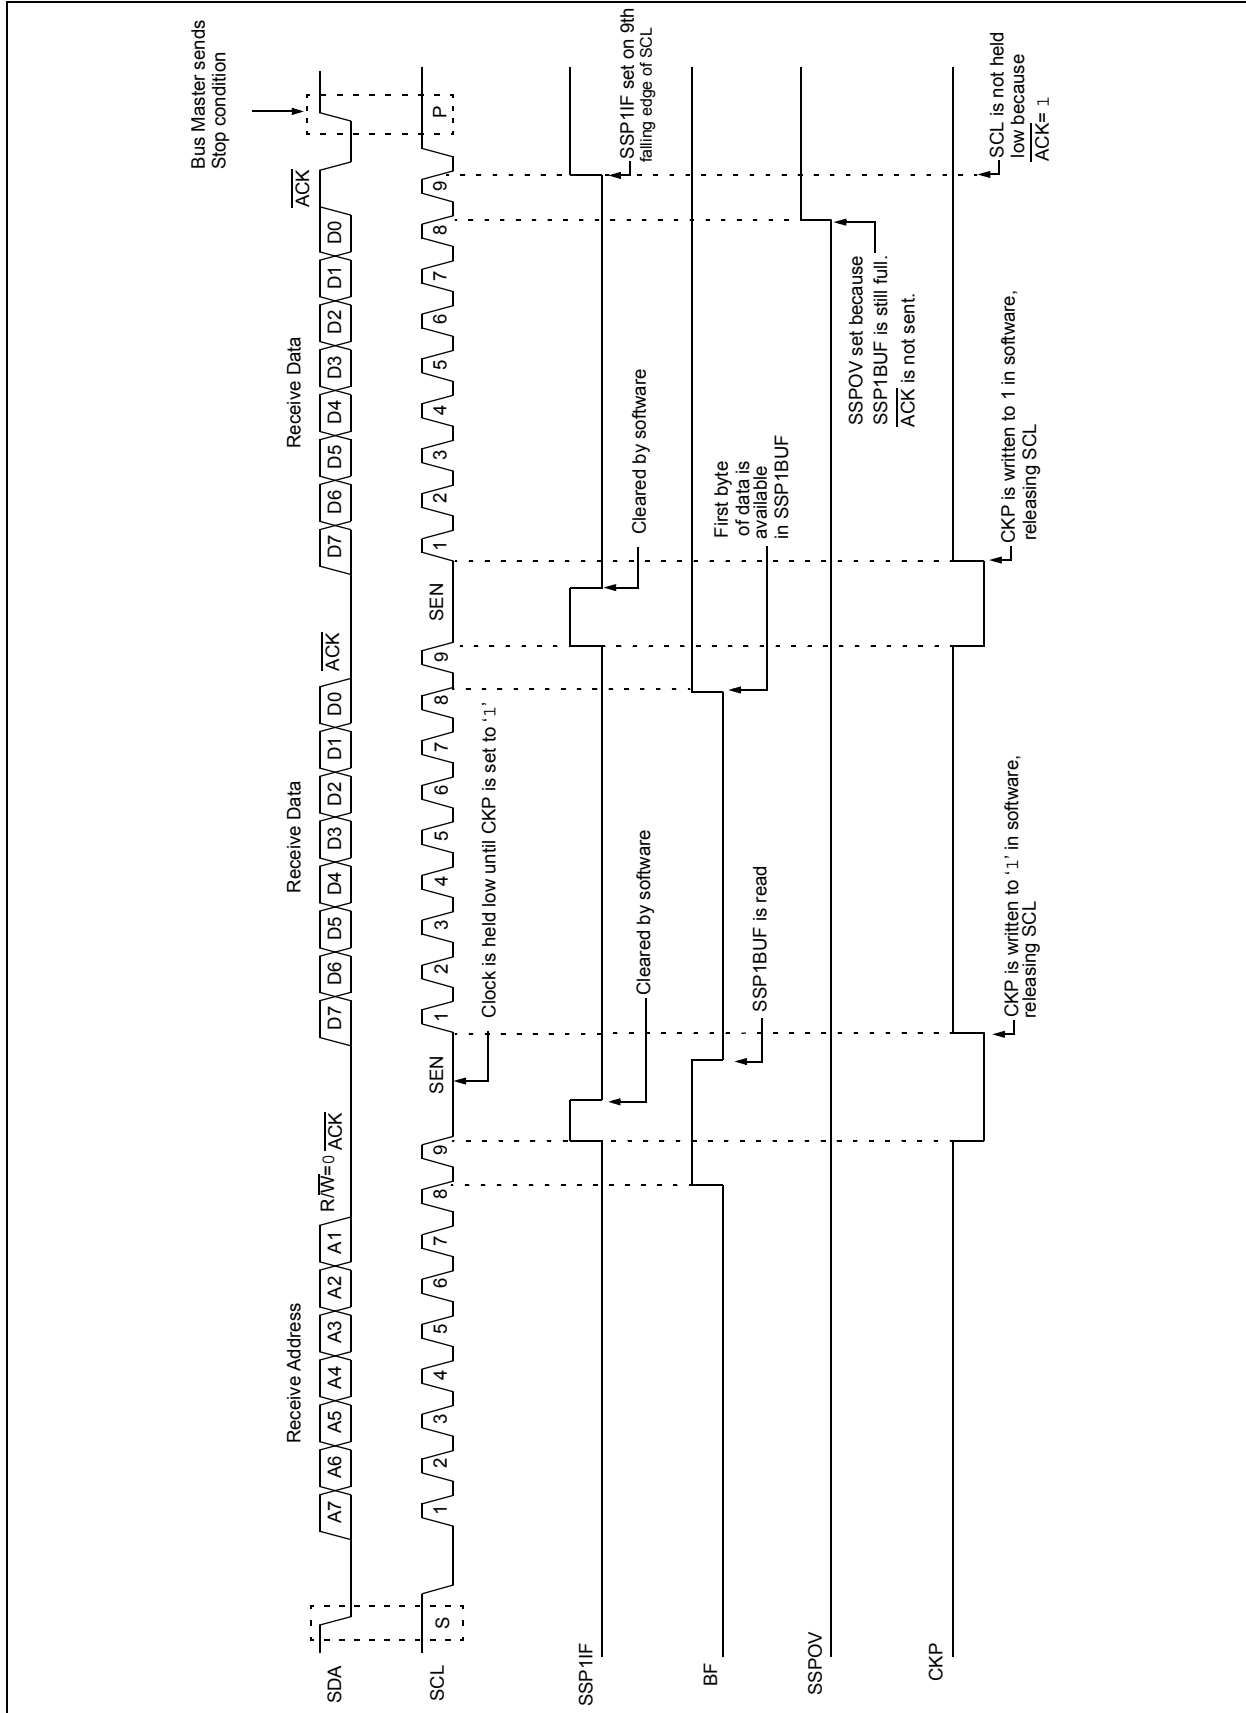 Bus Master sends
Stop condition
Receive Address
Receive Data
Receive Data
SDA
A7
A6
A5
A4
A3
A2
A1
R/W=0
ACK
D7
D6
D5
D4
D3
D2
D1
D0
ACK
D7
D6
D5
D4
D3
D2
D1
D0
ACK
SCL
S
1
2
3
4
5
6
7
8
9
SEN
1
2
3
4
5
6
7
8
9
SEN
1
2
3
4
5
6
7
8
9
P
Clock is held low until CKP is set to ‘1’
SSP1IF
Cleared by software
Cleared by software
SSP1IF set on 9th
falling edge of SCL
BF
SSP1BUF is read
First byte
of data is
available
in SSP1BUF
SSPOV
SSPOV set because
SSP1BUF is still full.
ACK is not sent.
CKP
CKP is written to ‘1’ in software,
releasing SCL
CKP is written to 1 in software,
releasing SCL
SCL is not held
low because
ACK= 1